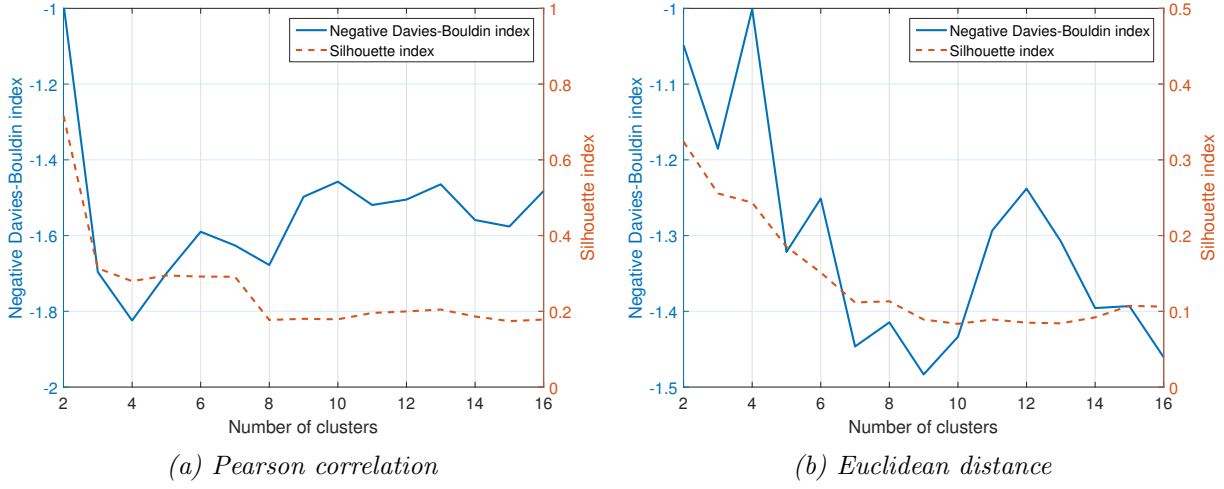 -1
-1.2
-1.4
-1.6
-1.8
-2
Negative Davies-Bouldin index
1
0.8
0.6
0.4
0.2
0
Silhouette index
Negative Davies-Bouldin index
Silhouette index
2 4 6 8 10 12 14 16
Number of clusters
(a) Pearson correlation
-1
-1.1
-1.2
-1.3
-1.4
-1.5
Negative Davies-Bouldin index
0.5
0.4
0.3
0.2
0.1
0
Silhouette index
Negative Davies-Bouldin index
Silhouette index
2 4 6 8 10 12 14 16
Number of clusters
(b) Euclidean distance